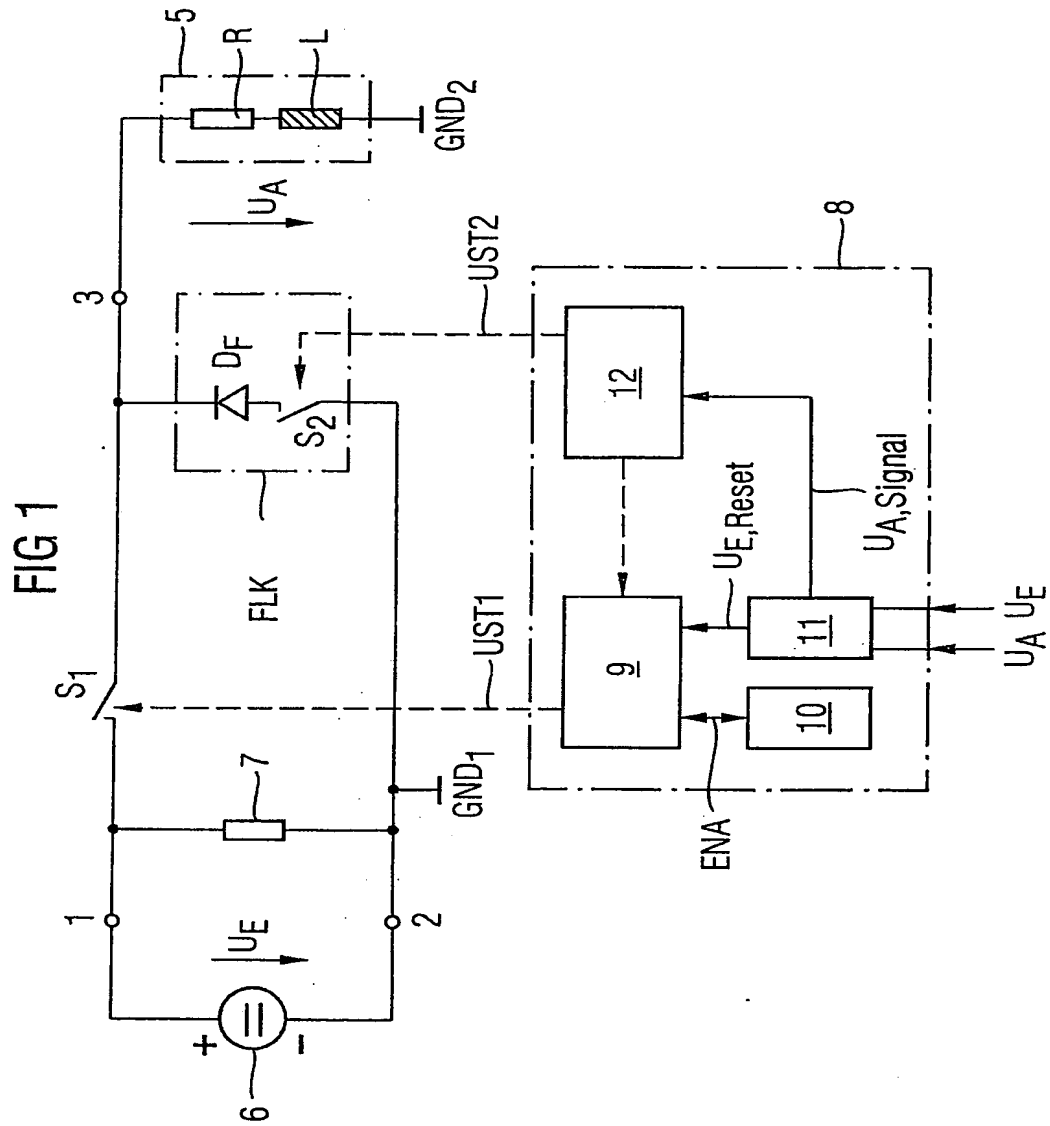 FIG 1
S1
3
5
R
L
1
7
FLK
DF
S2
UA
GND2
6
+
−
UE
2
GND1
UST1
UST2
8
9
12
ENA
UE,Reset
UA,Signal
10
11
UA
UE